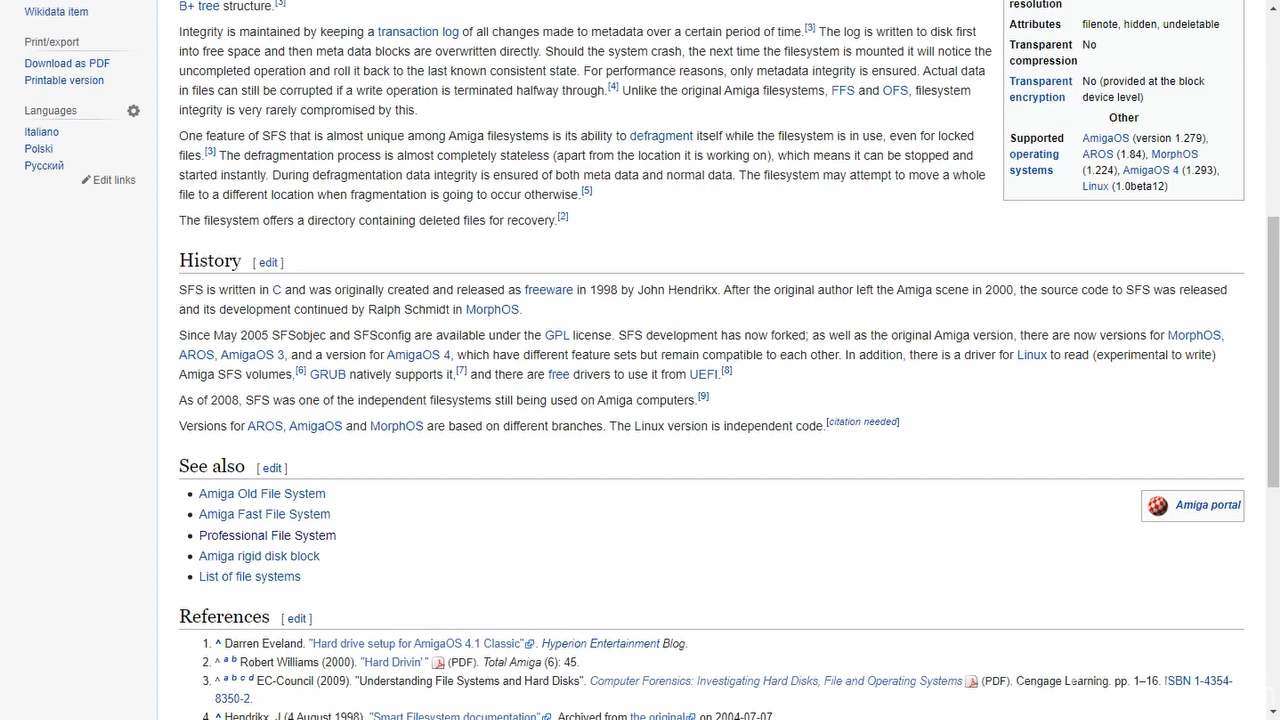 Wikidata item
Print/export
Download as PDF
Printable version
Languages
Italiano
Polski
Русский
Edit links
B+ tree structure.[3]
Integrity is maintained by keeping a transaction log of all changes made to metadata over a certain period of time.[3] The log is written to disk first
into free space and then meta data blocks are overwritten directly. Should the system crash, the next time the filesystem is mounted it will notice the
uncompleted operation and roll it back to the last known consistent state. For performance reasons, only metadata integrity is ensured. Actual data
in files can still be corrupted if a write operation is terminated halfway through.[4] Unlike the original Amiga filesystems, FFS and OFS, filesystem
integrity is very rarely compromised by this.
One feature of SFS that is almost unique among Amiga filesystems is its ability to defragment itself while the filesystem is in use, even for locked
files.[3] The defragmentation process is almost completely stateless (apart from the location it is working on), which means it can be stopped and
started instantly. During defragmentation data integrity is ensured of both meta data and normal data. The filesystem may attempt to move a whole
file to a different location when fragmentation is going to occur otherwise.[5]
The filesystem offers a directory containing deleted files for recovery.[2]
resolution
Attributes filenote, hidden, undeletable
Transparent No
compression
Transparent No (provided at the block
encryption device level)
Other
Supported AmigaOS (version 1.279),
operating AROS (1.84), MorphOS
systems (1.224), AmigaOS 4 (1.293),
Linux (1.0beta12)
History [ edit ]
SFS is written in C and was originally created and released as freeware in 1998 by John Hendrikx. After the original author left the Amiga scene in 2000, the source code to SFS was released
and its development continued by Ralph Schmidt in MorphOS.
Since May 2005 SFSobjec and SFSconfig are available under the GPL license. SFS development has now forked; as well as the original Amiga version, there are now versions for MorphOS,
AROS, AmigaOS 3, and a version for AmigaOS 4, which have different feature sets but remain compatible to each other. In addition, there is a driver for Linux to read (experimental to write)
Amiga SFS volumes,[6] GRUB natively supports it,[7] and there are free drivers to use it from UEFI.[8]
As of 2008, SFS was one of the independent filesystems still being used on Amiga computers.[9]
Versions for AROS, AmigaOS and MorphOS are based on different branches. The Linux version is independent code.[citation needed]
See also [ edit ]
Amiga portal
• Amiga Old File System
• Amiga Fast File System
• Professional File System
• Amiga rigid disk block
• List of file systems
References [ edit ]
1. ^ Darren Eveland. "Hard drive setup for AmigaOS 4.1 Classic". Hyperion Entertainment Blog.
2. ^ a b Robert Williams (2000). "Hard Drivin'" (PDF). Total Amiga (6): 45.
3. ^ a b c d EC-Council (2009). "Understanding File Systems and Hard Disks". Computer Forensics: Investigating Hard Disks, File and Operating Systems (PDF). Cengage Learning. pp. 1–16. ISBN 1-4354-
8350-2.
4. ^ Hendrikx, J (4 August 1998). "Smart Filesystem documentation". Archived from the original on 2004-07-07.